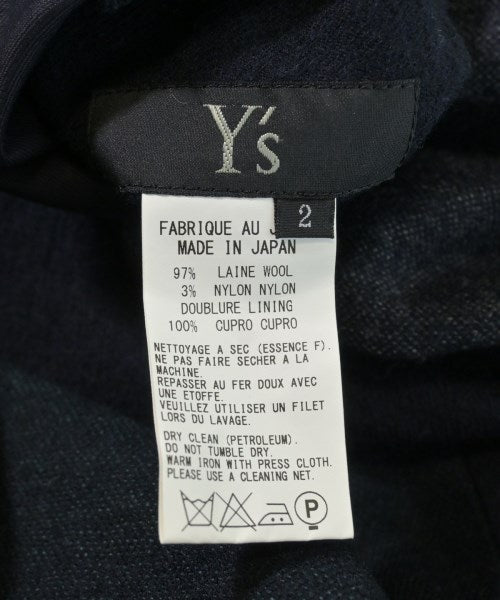 Y's
2
FABRIQUE AU J
MADE IN JAPAN
97% LAINE WOOL
3% NYLON NYLON
DOUBLURE LINING
100% CUPRO CUPRO
NETTOYAGE A SEC (ESSENCE F).
NE PAS FAIRE SECHER A LA
MACHINE.
REPASSER AU FER DOUX AVEC
UNE ETOFFE.
VEUILLEZ UTILISER UN FILET
LORS DU LAVAGE.
DRY CLEAN (PETROLEUM).
DO NOT TUMBLE DRY.
WARM IRON WITH PRESS CLOTH.
PLEASE USE A CLEANING NET.
P